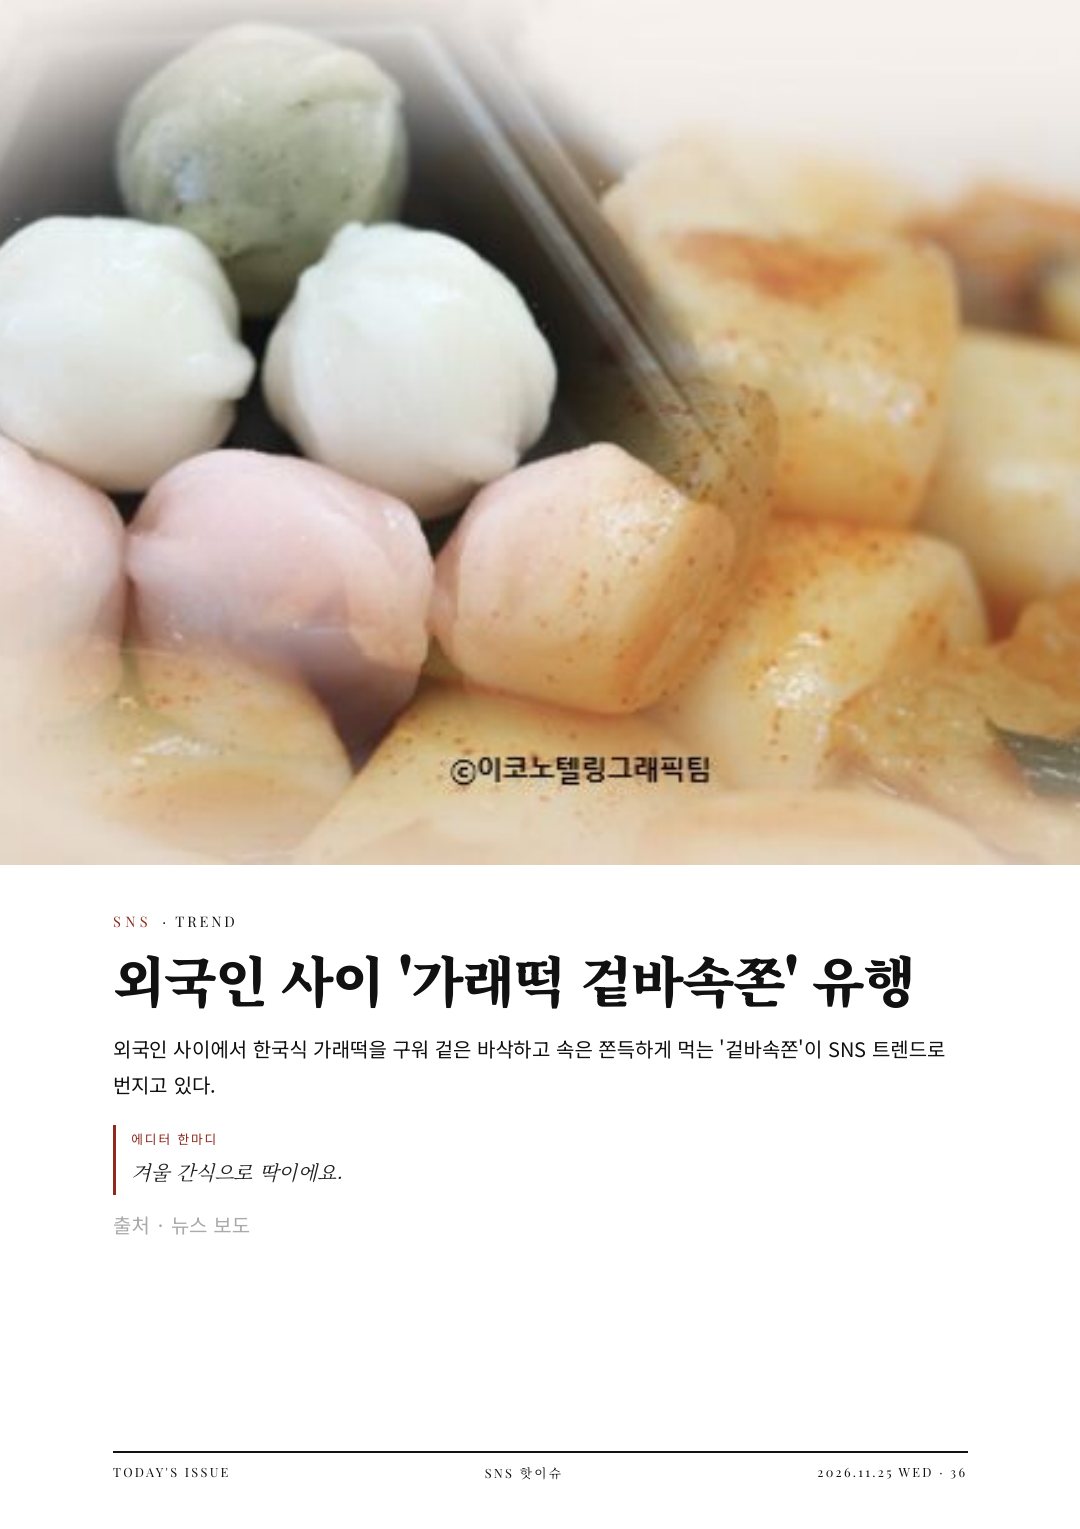 ©이코노텔링그래픽팀
SNS · TREND
외국인 사이 '가래떡 겉바속쫀' 유행
외국인 사이에서 한국식 가래떡을 구워 겉은 바삭하고 속은 쫀득하게 먹는 '겉바속쫀'이 SNS 트렌드로
번지고 있다.
에디터 한마디
겨울 간식으로 딱이에요.
출처 · 뉴스 보도
TODAY'S ISSUE SNS 핫이슈 2026.11.25 WED · 36